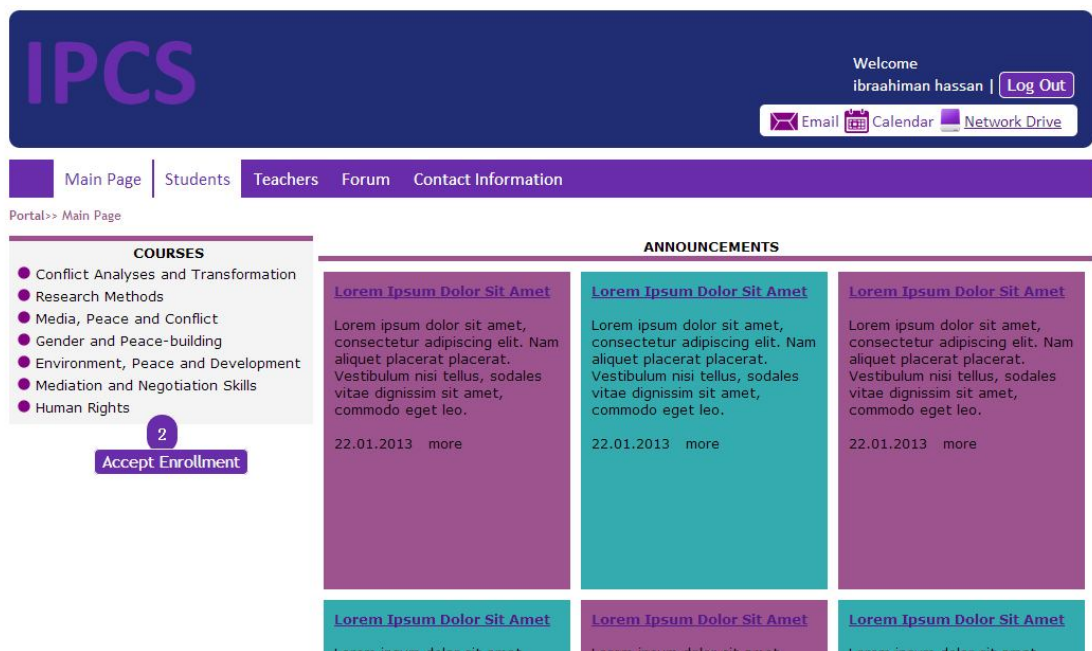 IPCS
Welcome
ibraahiman hassan | Log Out
Email Calendar Network Drive
Main Page Students Teachers Forum Contact Information
Portal>> Main Page
COURSES
Conflict Analyses and Transformation
Research Methods
Media, Peace and Conflict
Gender and Peace-building
Environment, Peace and Development
Mediation and Negotiation Skills
Human Rights
2
Accept Enrollment
ANNOUNCEMENTS
Lorem Ipsum Dolor Sit Amet
Lorem ipsum dolor sit amet,
consectetur adipiscing elit. Nam
aliquet placerat placerat.
Vestibulum nisi tellus, sodales
vitae dignissim sit amet,
commodo eget leo.
22.01.2013 more
Lorem Ipsum Dolor Sit Amet
Lorem ipsum dolor sit amet,
consectetur adipiscing elit. Nam
aliquet placerat placerat.
Vestibulum nisi tellus, sodales
vitae dignissim sit amet,
commodo eget leo.
22.01.2013 more
Lorem Ipsum Dolor Sit Amet
Lorem ipsum dolor sit amet,
consectetur adipiscing elit. Nam
aliquet placerat placerat.
Vestibulum nisi tellus, sodales
vitae dignissim sit amet,
commodo eget leo.
22.01.2013 more
Lorem Ipsum Dolor Sit Amet
Lorem Ipsum Dolor Sit Amet
Lorem Ipsum Dolor Sit Amet